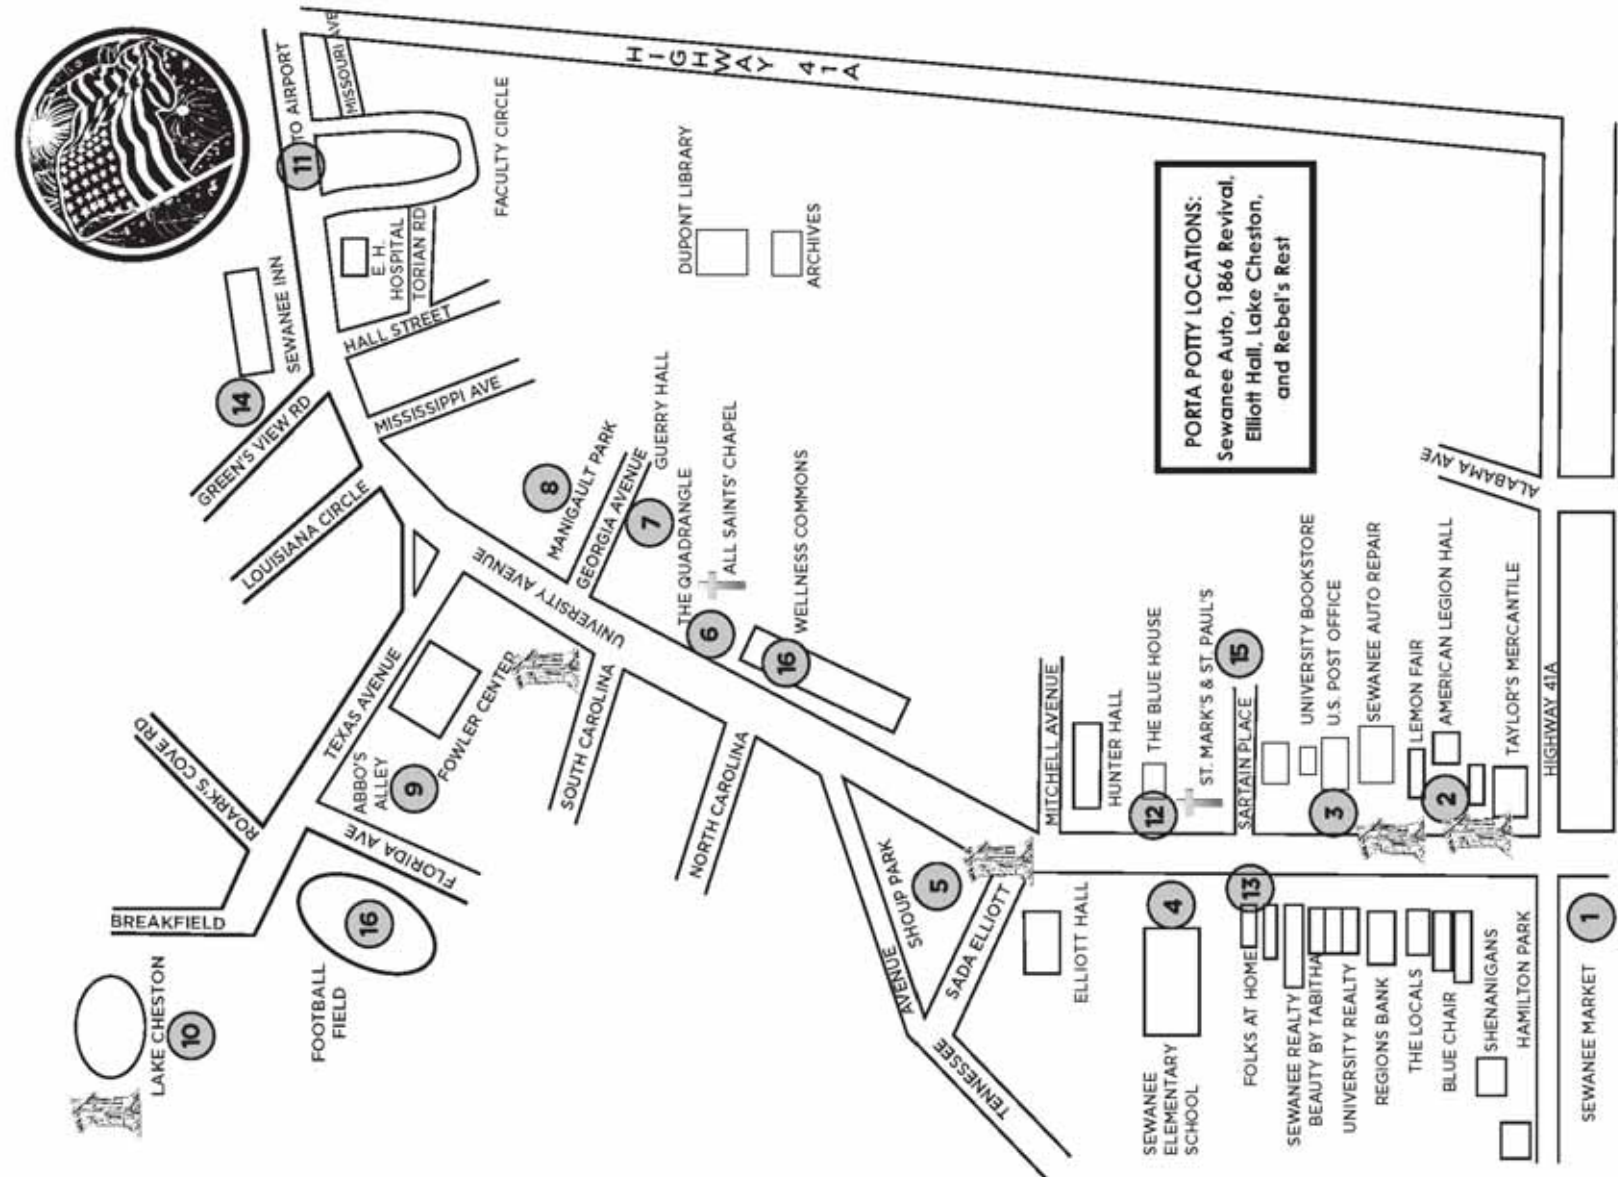 HIGHWAY 41A
MISSOURI AVE
TO AIRPORT
11
FACULTY CIRCLE
E. H.
HOSPITAL
TORIAN RD
HALL STREET
SEWANEE INN
14
GREEN'S VIEW RD
MISSISSIPPI AVE
LOUISIANA CIRCLE
DUPONT LIBRARY
ARCHIVES
PORTA POTTY LOCATIONS:
Sewanee Auto, 1866 Revival,
Elliott Hall, Lake Cheston,
and Rebel's Rest
8
MANIGAULT PARK
GEORGIA AVENUE
GUERRY HALL
7
THE QUADRANGLE
ALL SAINTS' CHAPEL
6
WELLNESS COMMONS
16
UNIVERSITY AVENUE
TEXAS AVENUE
FOWLER CENTER
ABBO'S
ALLEY
9
SOUTH CAROLINA
NORTH CAROLINA
ROARK'S COVE RD
FLORIDA AVE
BREAKFIELD
16
FOOTBALL
FIELD
LAKE CHESTON
10
ALABAMA AVE
MITCHELL AVENUE
HUNTER HALL
THE BLUE HOUSE
12
ST. MARK'S & ST. PAUL'S
15
SARTAIN PLACE
UNIVERSITY BOOKSTORE
U.S. POST OFFICE
3
SEWANEE AUTO REPAIR
LEMON FAIR
AMERICAN LEGION HALL
2
TAYLOR'S MERCANTILE
HIGHWAY 41A
SHOUP PARK
5
SADA ELLIOTT
TENNESSEE AVENUE
ELLIOTT HALL
4
SEWANEE
ELEMENTARY
SCHOOL
13
FOLKS AT HOME
SEWANEE REALTY
BEAUTY BY TABITHA
UNIVERSITY REALTY
REGIONS BANK
THE LOCALS
BLUE CHAIR
SHENANIGANS
HAMILTON PARK
1
SEWANEE MARKET